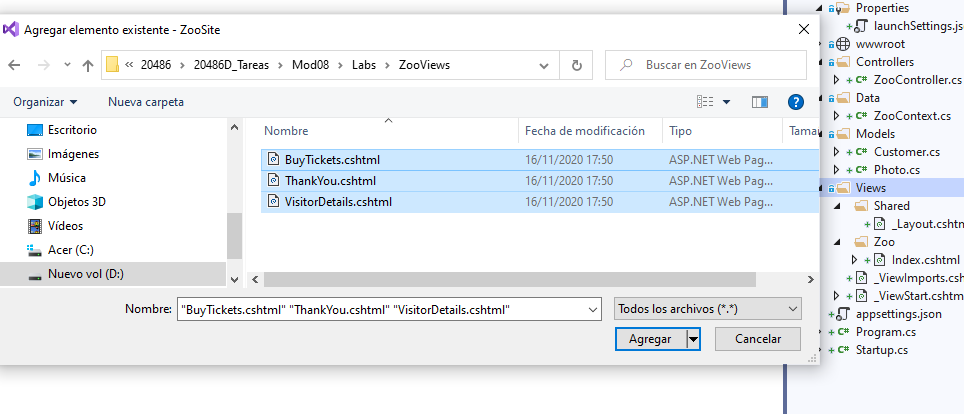 Agregar elemento existente - ZooSite
20486 20486D_Tareas Mod08 Labs ZooViews
Buscar en ZooViews
Organizar Nueva carpeta
Escritorio
Imágenes
Música
Objetos 3D
Vídeos
Acer (C:)
Nuevo vol (D:)
Nombre Fecha de modificación Tipo Tamañ
BuyTickets.cshtml 16/11/2020 17:50 ASP.NET Web Pag...
ThankYou.cshtml 16/11/2020 17:50 ASP.NET Web Pag...
VisitorDetails.cshtml 16/11/2020 17:50 ASP.NET Web Pag...
Nombre: "BuyTickets.cshtml" "ThankYou.cshtml" "VisitorDetails.cshtml" Todos los archivos (*.*)
Agregar Cancelar
Properties
launchSettings.js
wwwroot
Controllers
C# ZooController.cs
Data
C# ZooContext.cs
Models
C# Customer.cs
C# Photo.cs
Views
Shared
_Layout.cshtm
Zoo
Index.cshtml
_ViewImports.csh
_ViewStart.cshtm
appsettings.json
C# Program.cs
C# Startup.cs